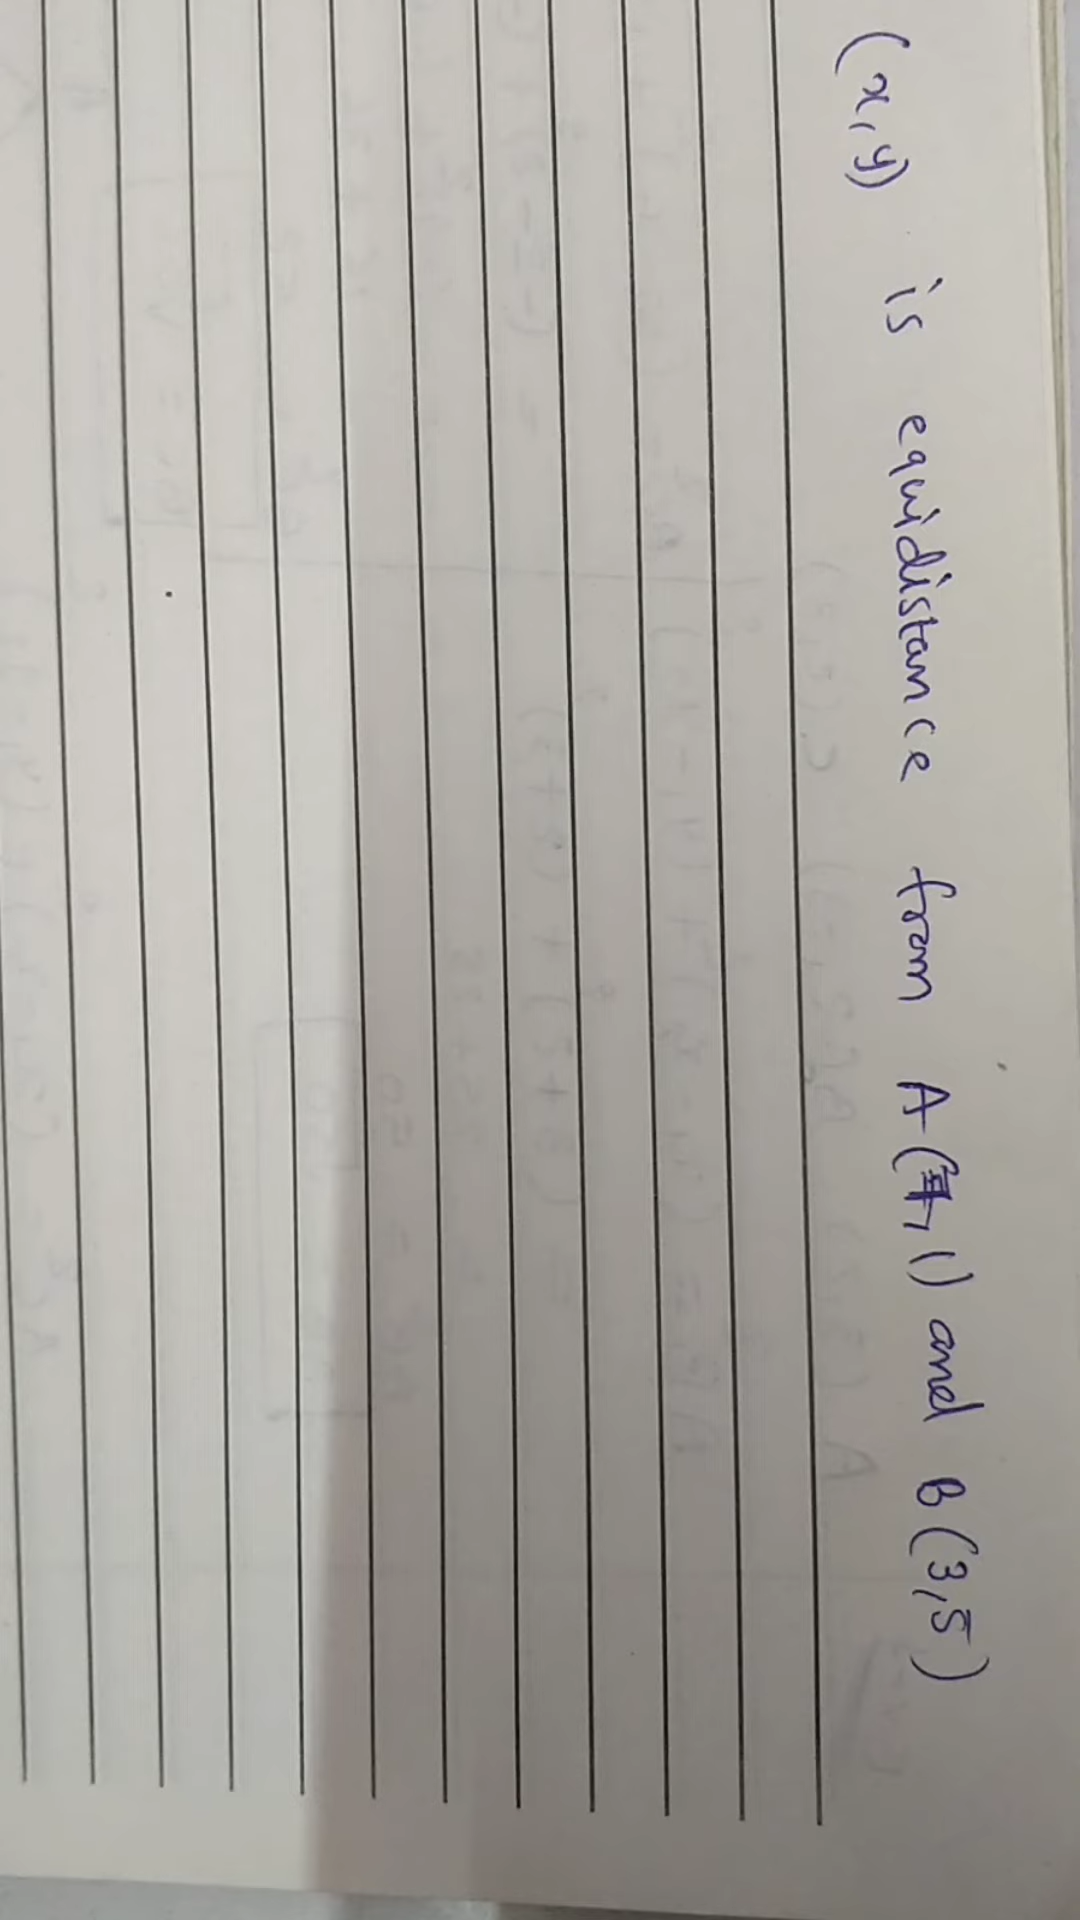 (x,y) is equidistance from A(7,1) and B(3,5)